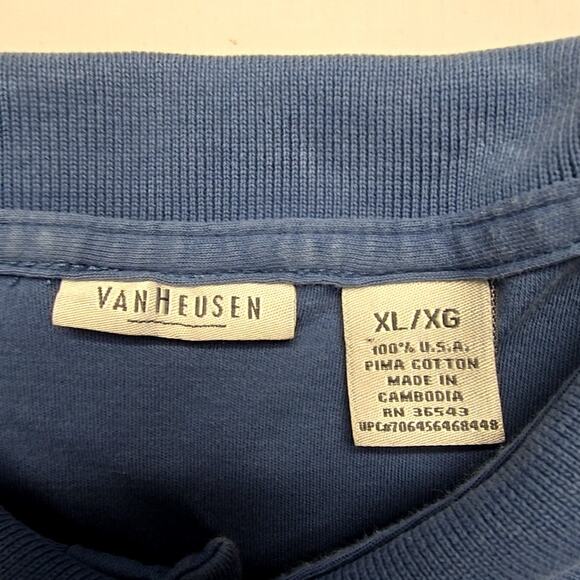 VANHEUSEN
XL/XG
100% U.S.A.
PIMA COTTON
MADE IN
CAMBODIA
RN 36543
UPC#706456468448